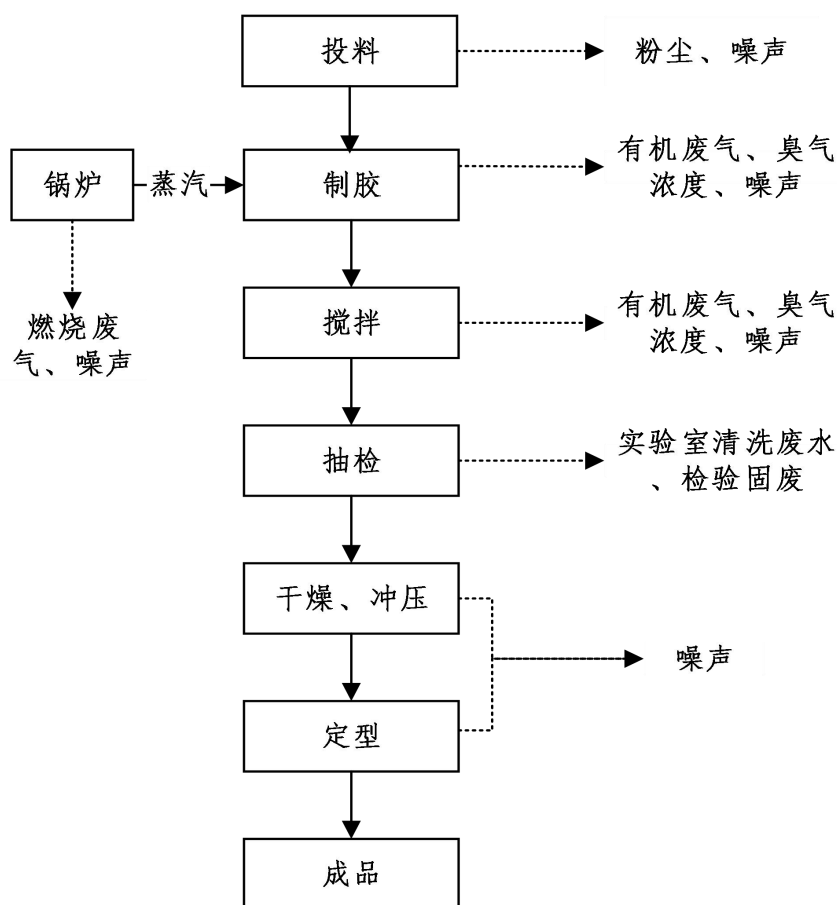 投料
粉尘、噪声
有机废气、臭气
浓度、噪声
锅炉
蒸汽
制胶
燃烧废
气、噪声
搅拌
有机废气、臭气
浓度、噪声
抽检
实验室清洗废水
、检验固废
干燥、冲压
噪声
定型
成品